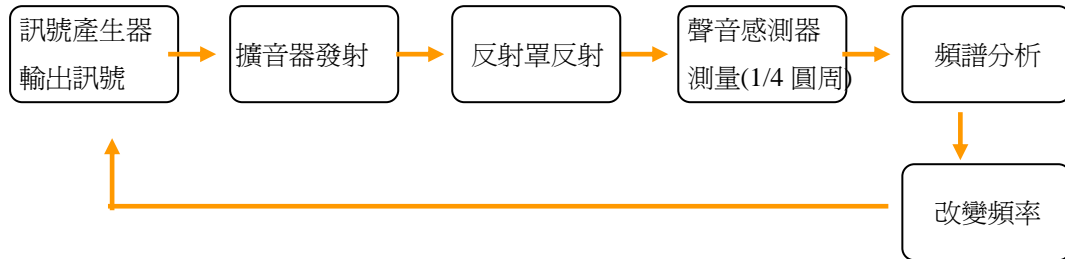 訊號產生器
輸出訊號
擴音器發射
反射罩反射
聲音感測器
測量(1/4 圓周)
頻譜分析
改變頻率